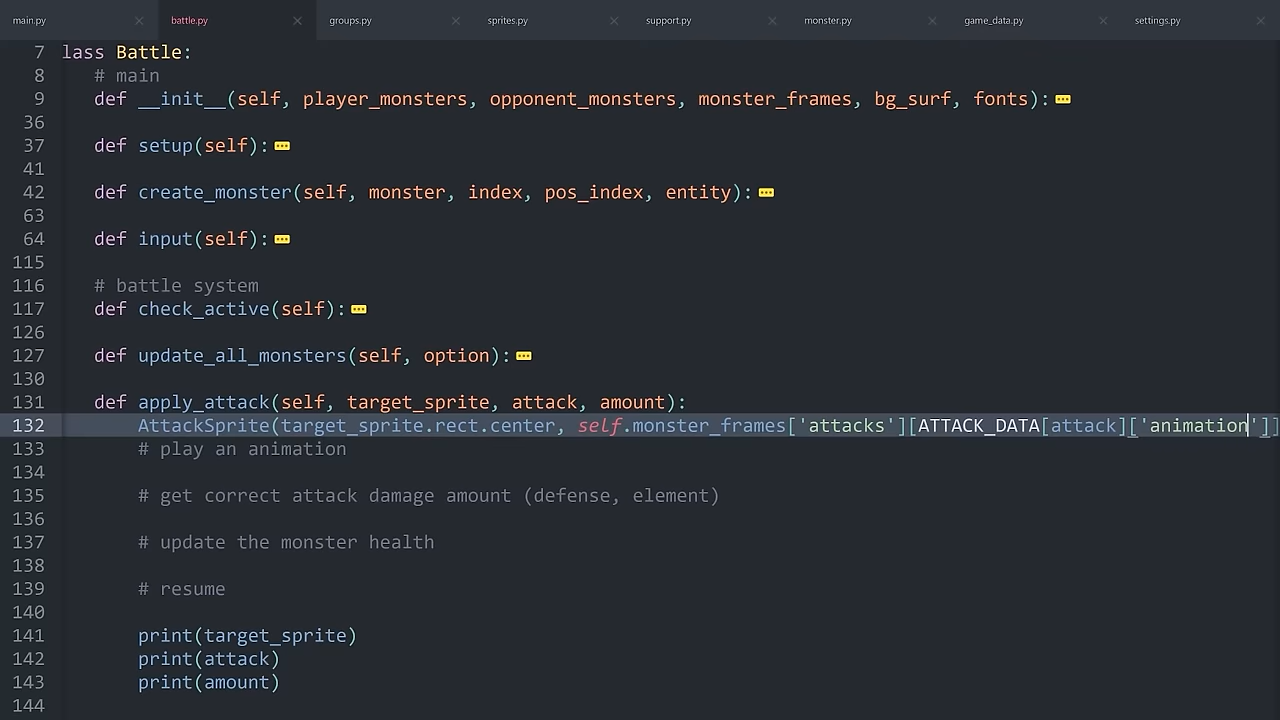 main.py battle.py groups.py sprites.py support.py monster.py game_data.py settings.py
7 lass Battle:
8 # main
9 def __init__(self, player_monsters, opponent_monsters, monster_frames, bg_surf, fonts):
36
37 def setup(self):
41
42 def create_monster(self, monster, index, pos_index, entity):
63
64 def input(self):
115
116 # battle system
117 def check_active(self):
126
127 def update_all_monsters(self, option):
130
131 def apply_attack(self, target_sprite, attack, amount):
132 AttackSprite(target_sprite.rect.center, self.monster_frames['attacks'][ATTACK_DATA[attack]['animation']]
133 # play an animation
134
135 # get correct attack damage amount (defense, element)
136
137 # update the monster health
138
139 # resume
140
141 print(target_sprite)
142 print(attack)
143 print(amount)
144